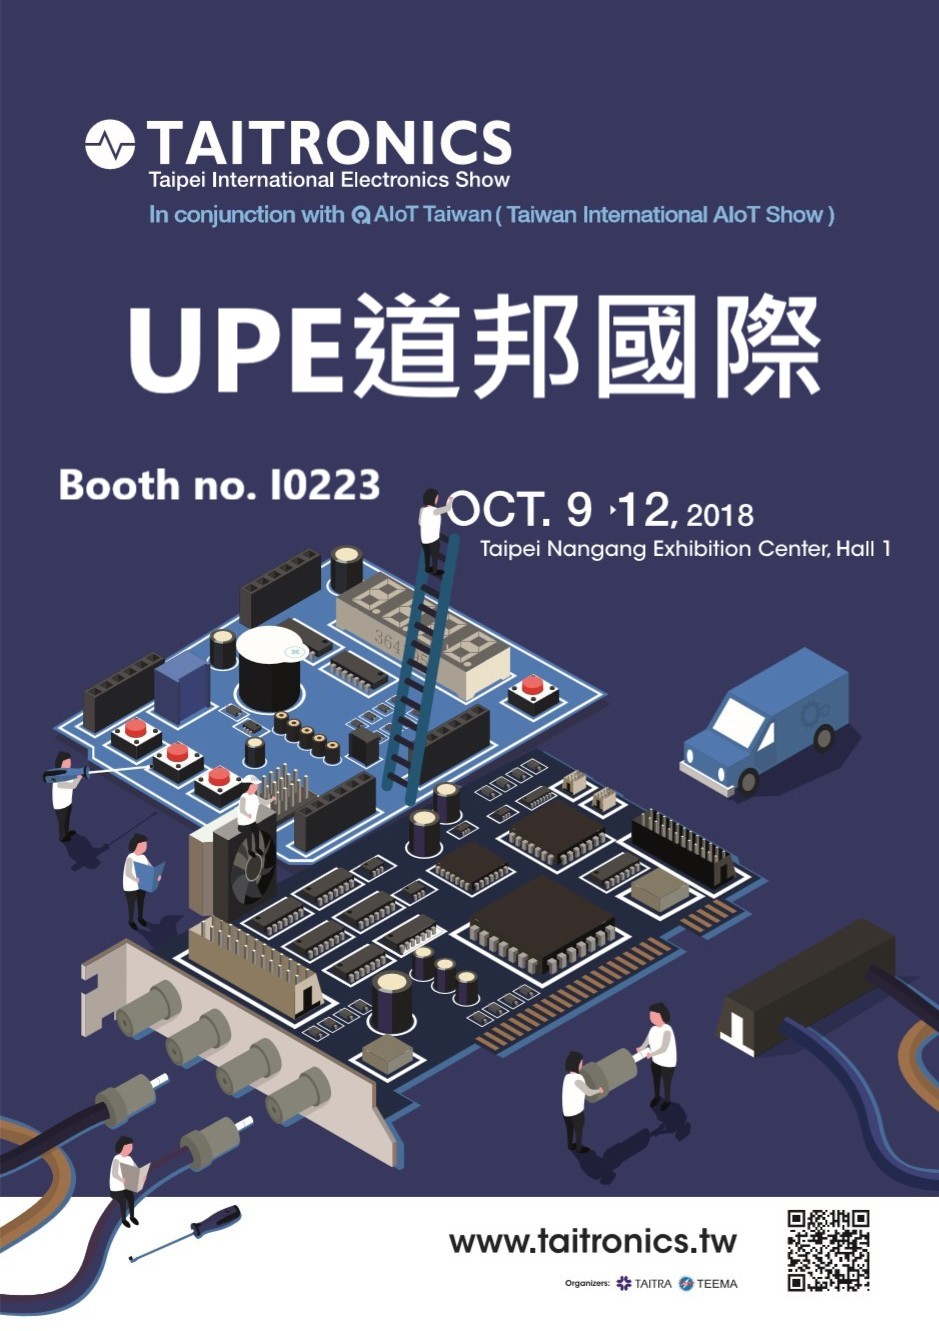 TAITRONICS
Taipei International Electronics Show
In conjunction with AIoT Taiwan ( Taiwan International AIoT Show )
UPE道邦國際
Booth no. I0223
OCT. 9 ‣12, 2018
Taipei Nangang Exhibition Center, Hall 1
364
www.taitronics.tw
Organizers: TAITRA TEEMA